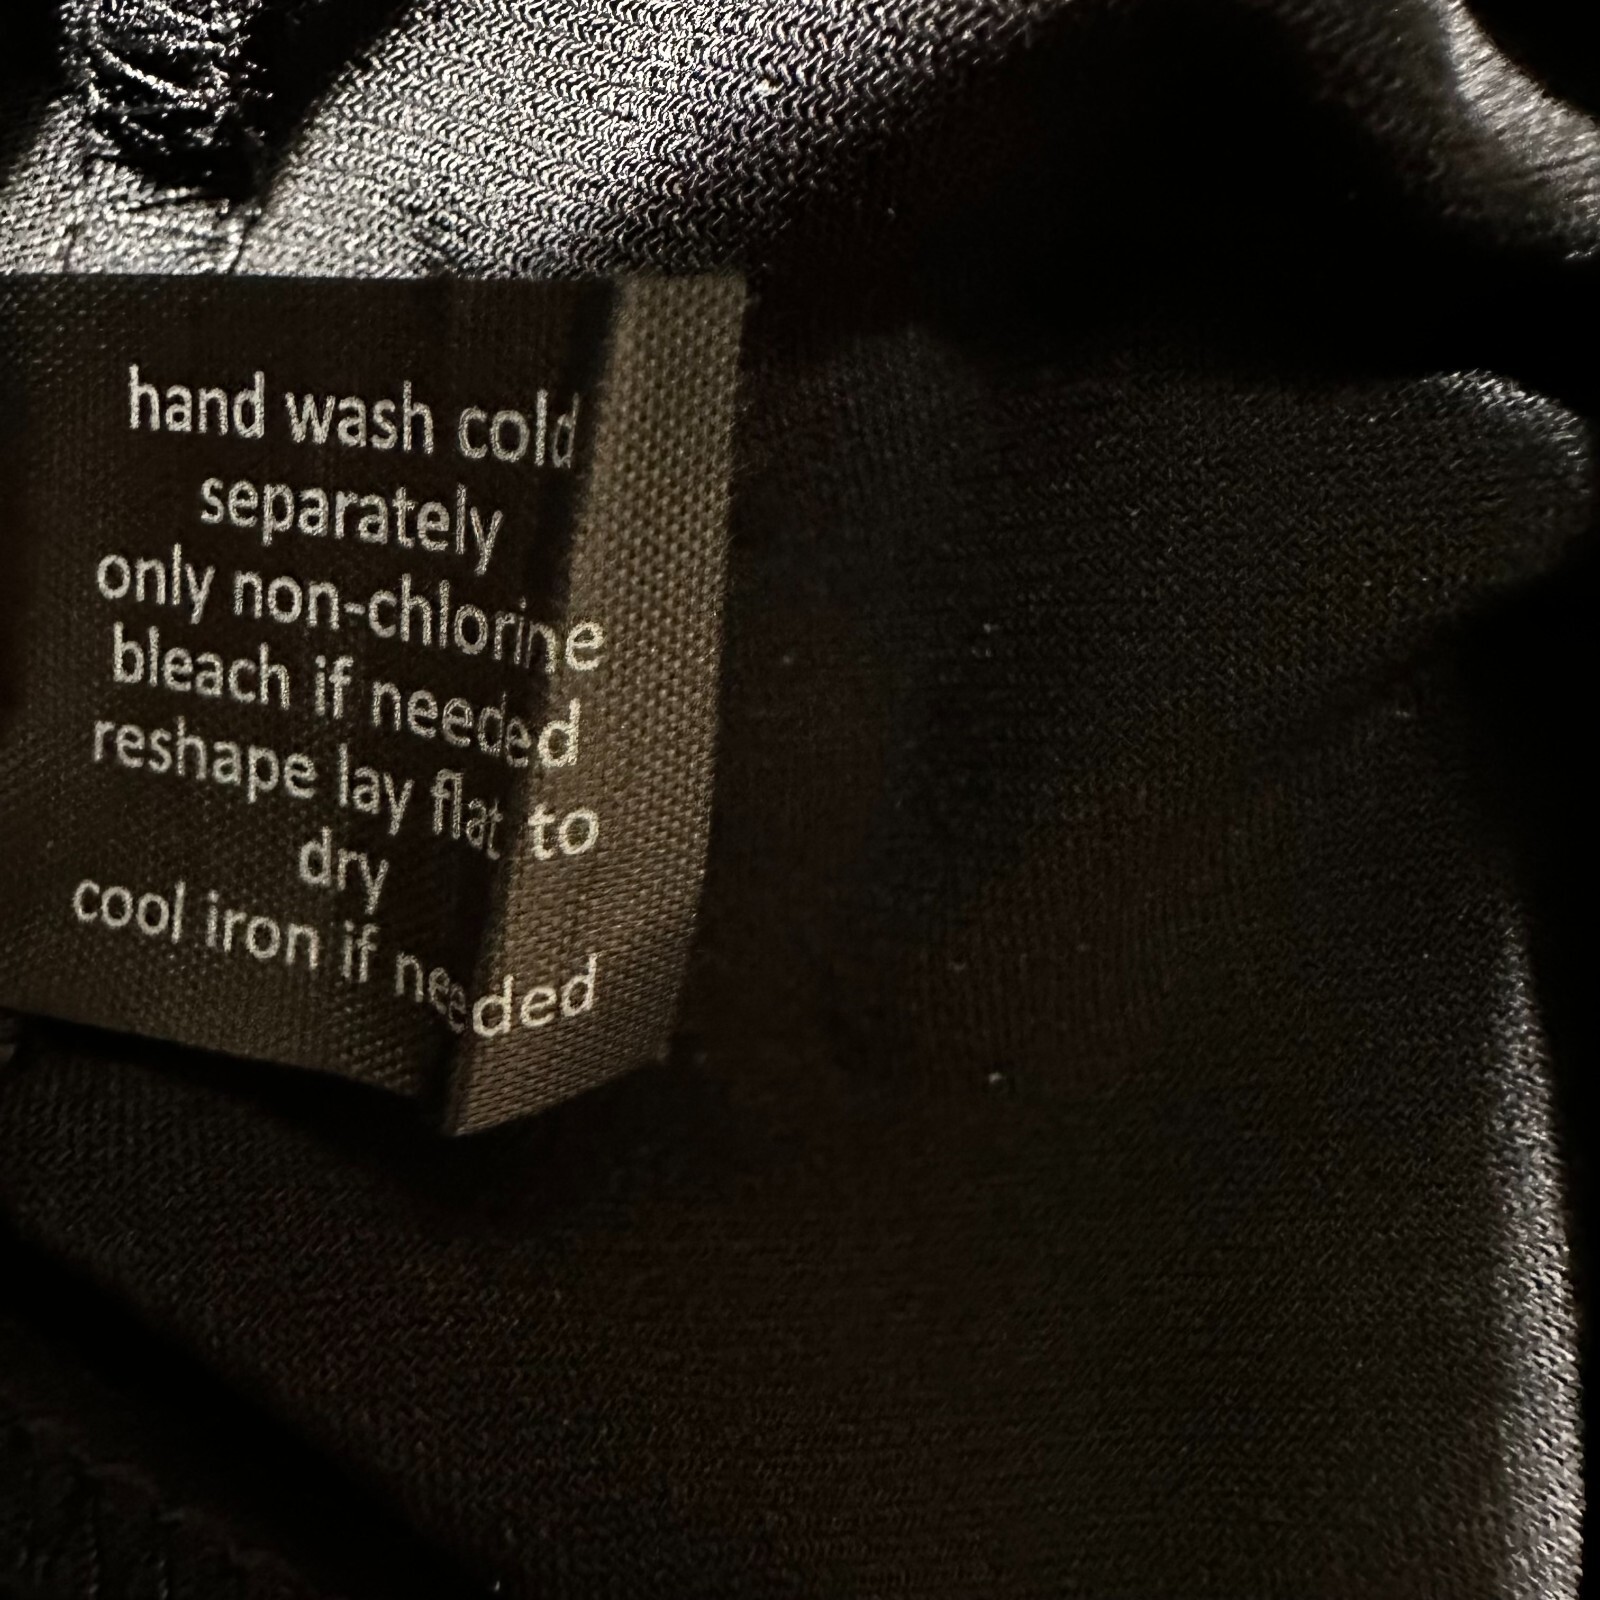 hand wash cold
separately
only non-chlorine
bleach if needed
reshape lay flat to
dry
cool iron if needed